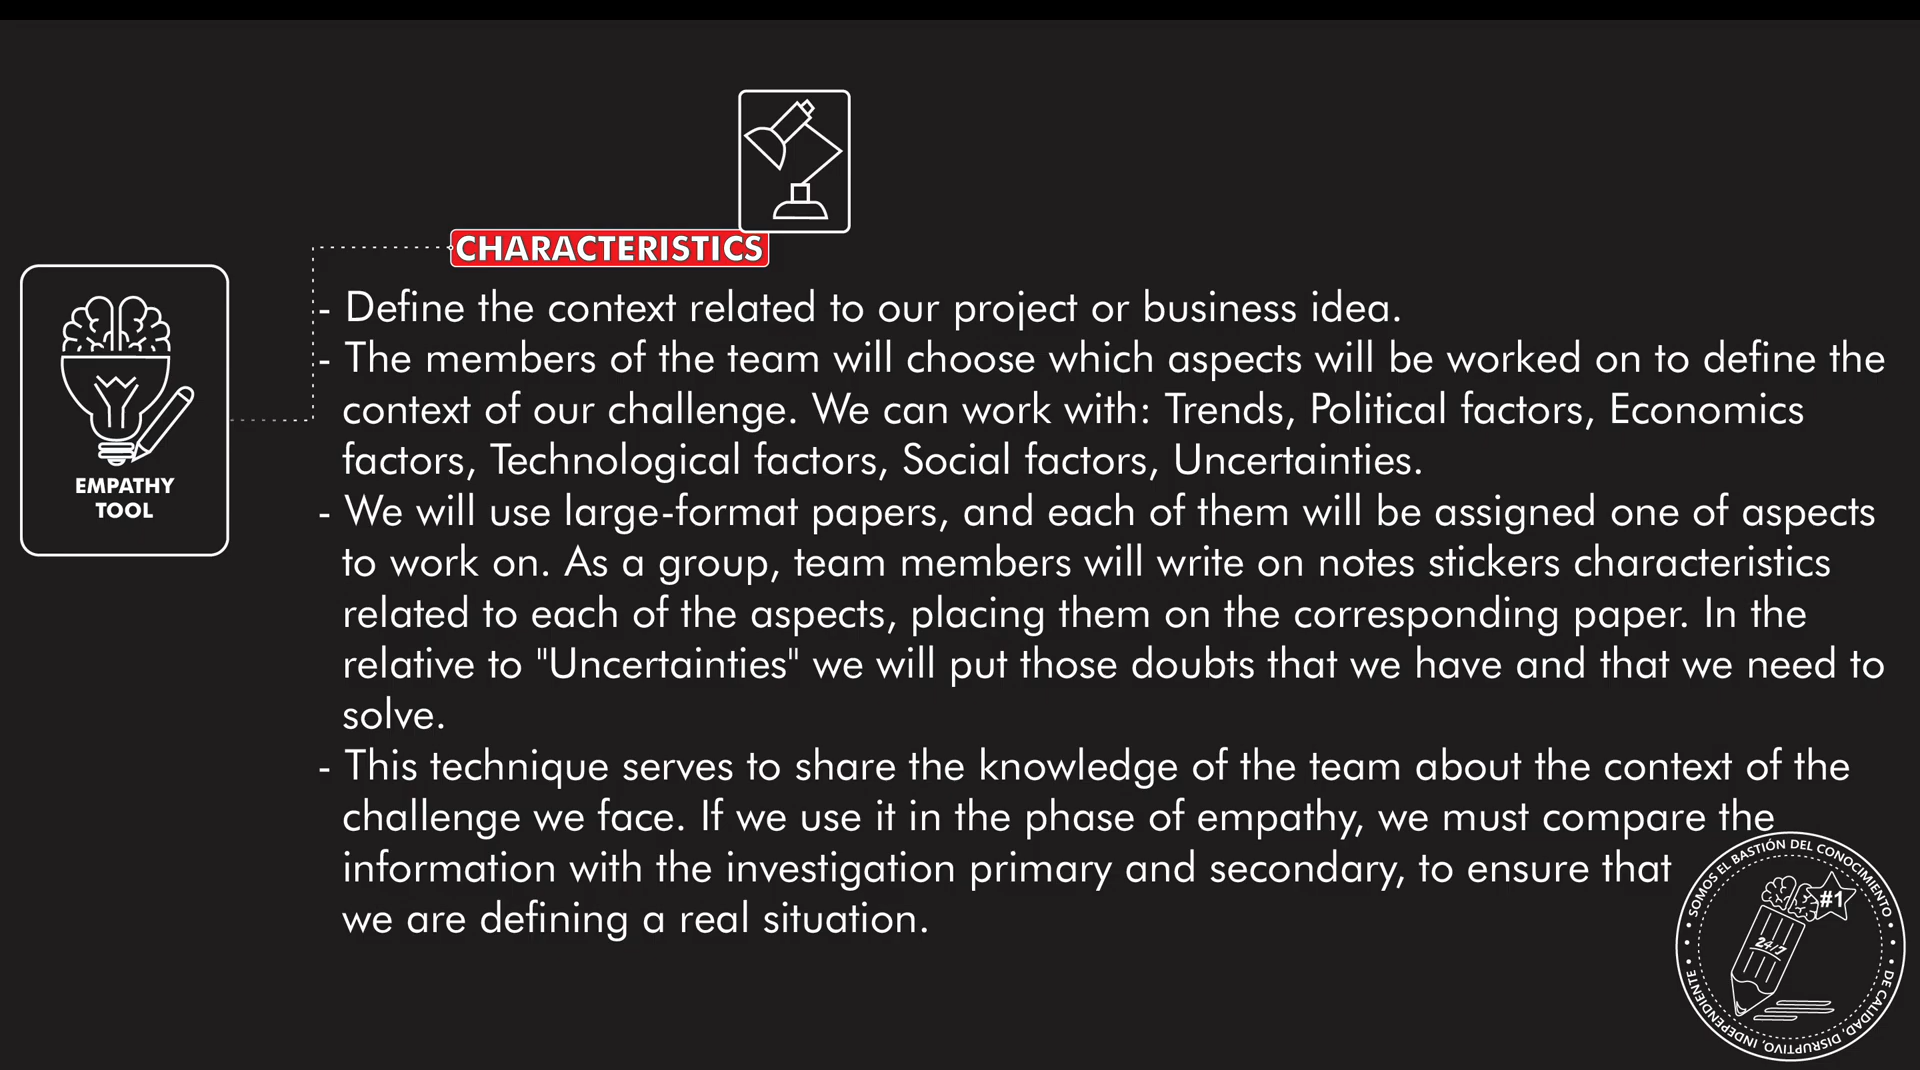 CHARACTERISTICS
- Define the context related to our project or business idea.
- The members of the team will choose which aspects will be worked on to define the
context of our challenge. We can work with: Trends, Political factors, Economics
factors, Technological factors, Social factors, Uncertainties.
- We will use large-format papers, and each of them will be assigned one of aspects
to work on. As a group, team members will write on notes stickers characteristics
related to each of the aspects, placing them on the corresponding paper. In the
relative to "Uncertainties" we will put those doubts that we have and that we need to
solve.
- This technique serves to share the knowledge of the team about the context of the
challenge we face. If we use it in the phase of empathy, we must compare the
information with the investigation primary and secondary, to ensure that
we are defining a real situation.
EMPATHY
TOOL
• SOMOS EL BASTIÓN DEL CONOCIMIENTO •
• DE CALIDAD, DISRUPTIVO, INDEPENDIENTE •
#1
24/7